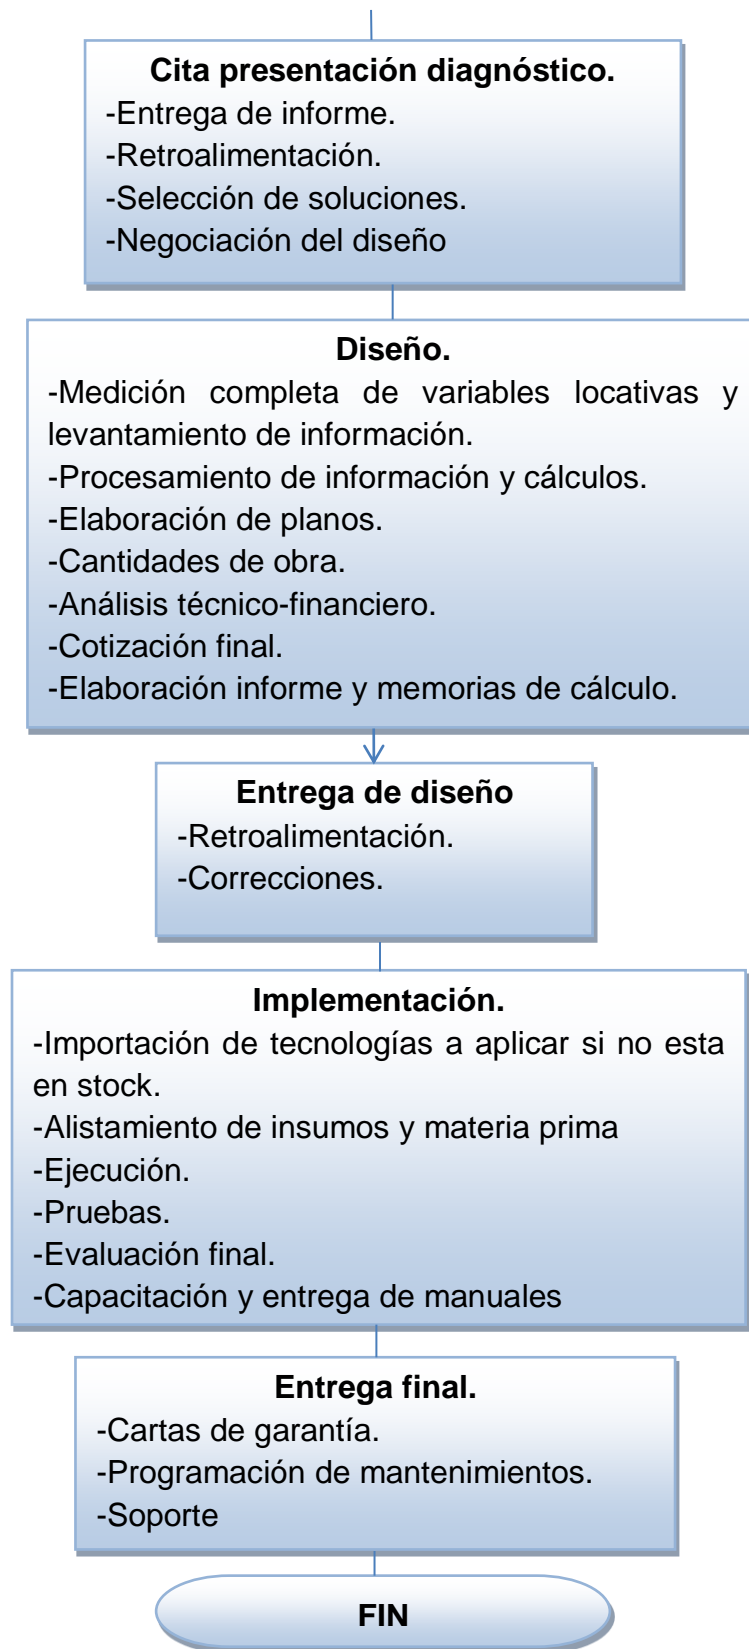 Cita presentación diagnóstico.
-Entrega de informe.
-Retroalimentación.
-Selección de soluciones.
-Negociación del diseño
Diseño.
-Medición completa de variables locativas y
levantamiento de información.
-Procesamiento de información y cálculos.
-Elaboración de planos.
-Cantidades de obra.
-Análisis técnico-financiero.
-Cotización final.
-Elaboración informe y memorias de cálculo.
Entrega de diseño
-Retroalimentación.
-Correcciones.
Implementación.
-Importación de tecnologías a aplicar si no esta
en stock.
-Alistamiento de insumos y materia prima
-Ejecución.
-Pruebas.
-Evaluación final.
-Capacitación y entrega de manuales
Entrega final.
-Cartas de garantía.
-Programación de mantenimientos.
-Soporte
FIN